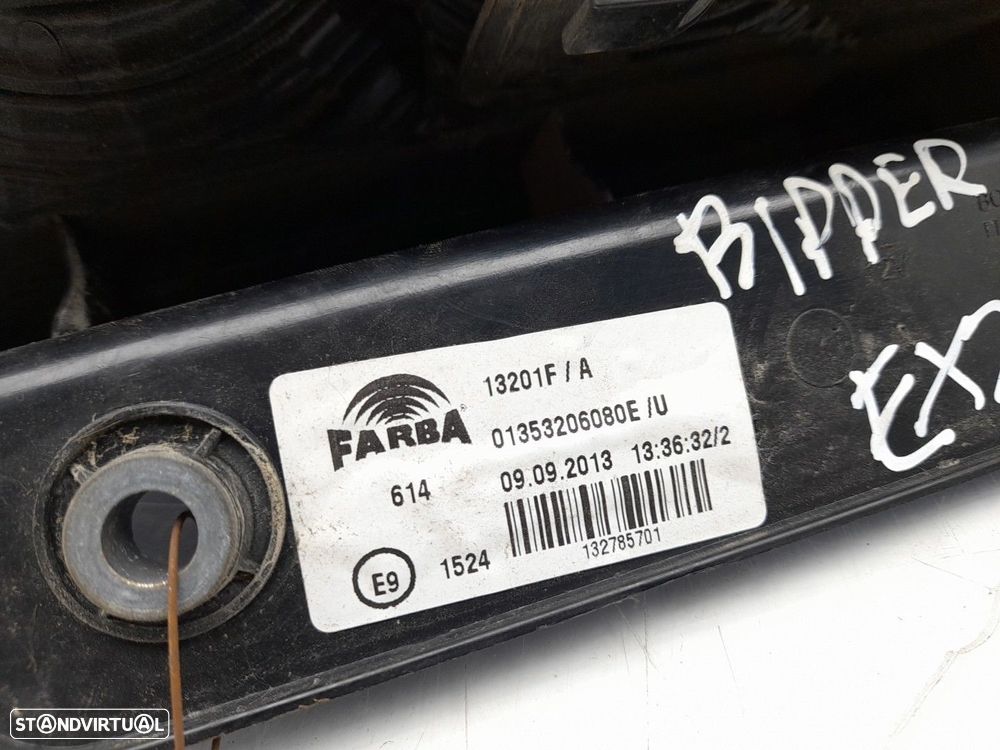 BIPPER
EX
13201F / A
FARBA
01353206080E /U
614
09.09.2013 13:36:32/2
132785701
E9
1524
STANDVIRTUAL